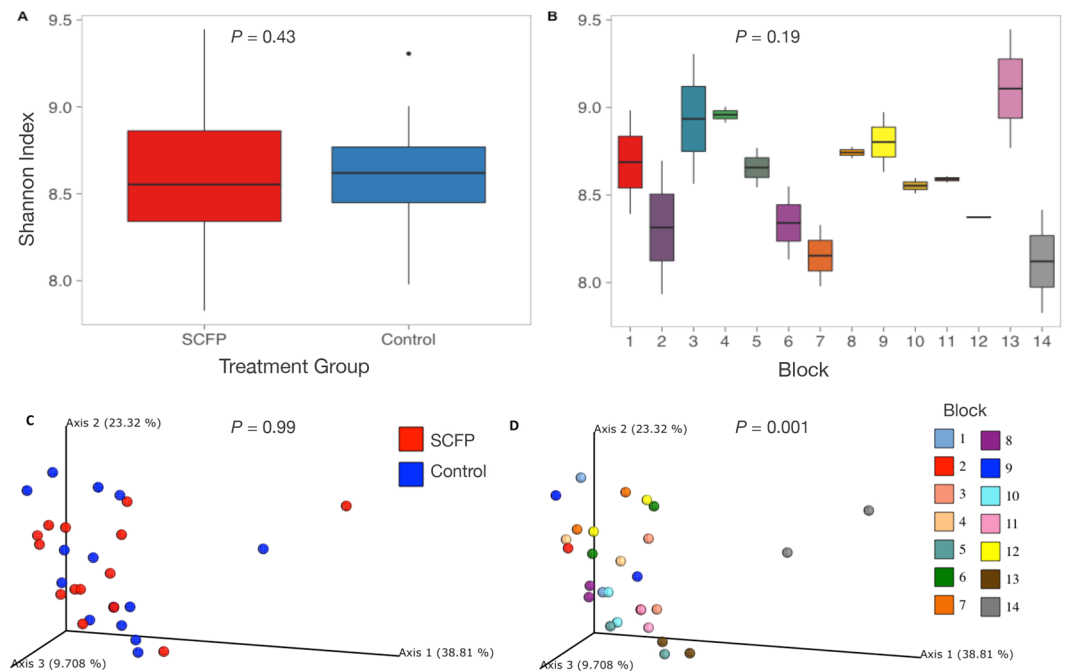 A
9.5
9.0
8.5
8.0
Shannon Index
P = 0.43
SCFP
Control
Treatment Group
B
9.5
9.0
8.5
8.0
P = 0.19
1 2 3 4 5 6 7 8 9 10 11 12 13 14
Block
C
Axis 2 (23.32 %)
P = 0.99
SCFP
Control
Axis 1 (38.81 %)
Axis 3 (9.708 %)
D
Axis 2 (23.32 %)
P = 0.001
Axis 1 (38.81 %)
Axis 3 (9.708 %)
Block
1
2
3
4
5
6
7
8
9
10
11
12
13
14